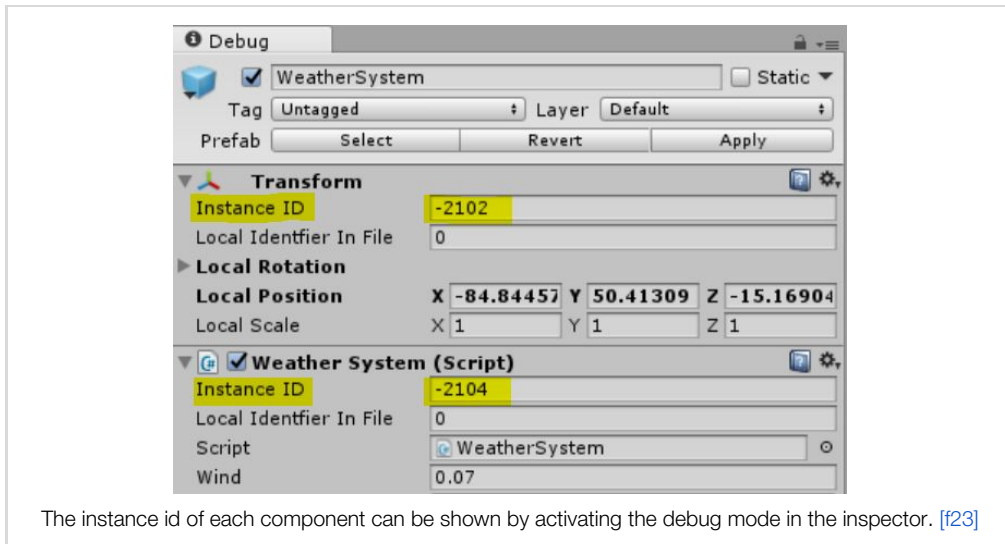 Debug
WeatherSystem Static
Tag Untagged Layer Default
Prefab Select Revert Apply
Transform
Instance ID -2102
Local Identfier In File 0
Local Rotation
Local Position X -84.84457 Y 50.41309 Z -15.16904
Local Scale X 1 Y 1 Z 1
Weather System (Script)
Instance ID -2104
Local Identfier In File 0
Script WeatherSystem
Wind 0.07
The instance id of each component can be shown by activating the debug mode in the inspector. [f23]